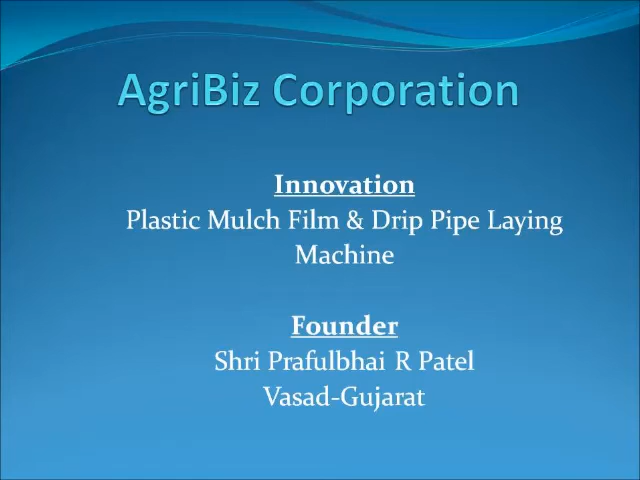 AgriBiz Corporation
Innovation
Plastic Mulch Film & Drip Pipe Laying
Machine
Founder
Shri Prafulbhai R Patel
Vasad-Gujarat